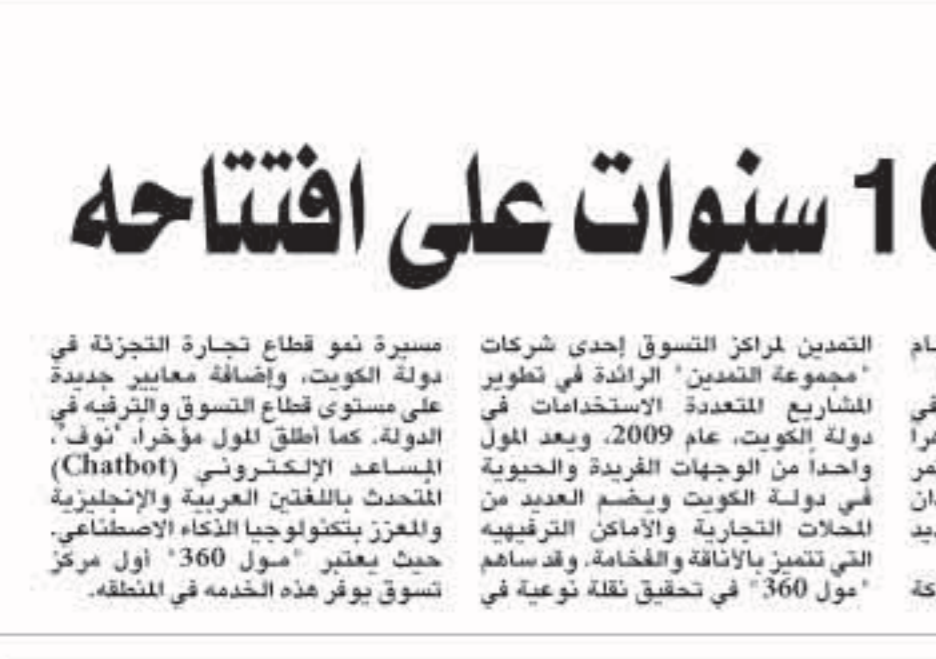 10 سنوات على افتتاحه
التمدين لمراكز التسوق إحدى شركات
"مجموعة التمدين" الرائدة في تطوير
المشاريع المتعددة الاستخدامات في
دولة الكويت، عام 2009. ويعد المول
واحداً من الوجهات الفريدة والحيوية
في دولة الكويت ويضم العديد من
المحلات التجارية والأماكن الترفيهيه
التي تتميز بالأناقة والفخامة. وقد ساهم
"مول 360" في تحقيق نقلة نوعية في
مسيرة نمو قطاع تجارة التجزئة في
دولة الكويت، وإضافة معايير جديدة
على مستوى قطاع التسوق والترفيه في
الدولة. كما أطلق المول مؤخراً، "نوف"،
المساعد الإلكتروني (Chatbot)
المتحدث باللغتين العربية والإنجليزية
والمعزز بتكنولوجيا الذكاء الاصطناعي.
حيث يعتبر "مول 360" أول مركز
تسوق يوفر هذه الخدمه في المنطقه.